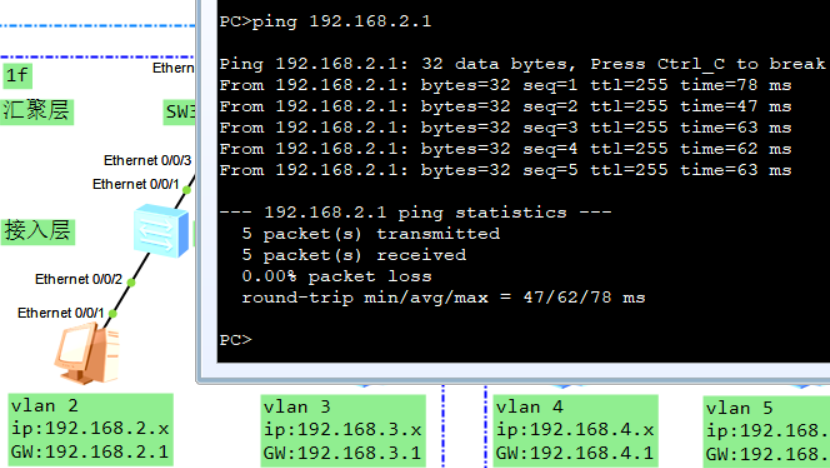 PC>ping 192.168.2.1
Ping 192.168.2.1: 32 data bytes, Press Ctrl_C to break
From 192.168.2.1: bytes=32 seq=1 ttl=255 time=78 ms
From 192.168.2.1: bytes=32 seq=2 ttl=255 time=47 ms
From 192.168.2.1: bytes=32 seq=3 ttl=255 time=63 ms
From 192.168.2.1: bytes=32 seq=4 ttl=255 time=62 ms
From 192.168.2.1: bytes=32 seq=5 ttl=255 time=63 ms
--- 192.168.2.1 ping statistics ---
5 packet(s) transmitted
5 packet(s) received
0.00% packet loss
round-trip min/avg/max = 47/62/78 ms
PC>
1f
Ethern
汇聚层
SW3
Ethernet 0/0/3
Ethernet 0/0/1
接入层
Ethernet 0/0/2
Ethernet 0/0/1
vlan 2
ip:192.168.2.x
GW:192.168.2.1
vlan 3
ip:192.168.3.x
GW:192.168.3.1
vlan 4
ip:192.168.4.x
GW:192.168.4.1
vlan 5
ip:192.168.
GW:192.168.